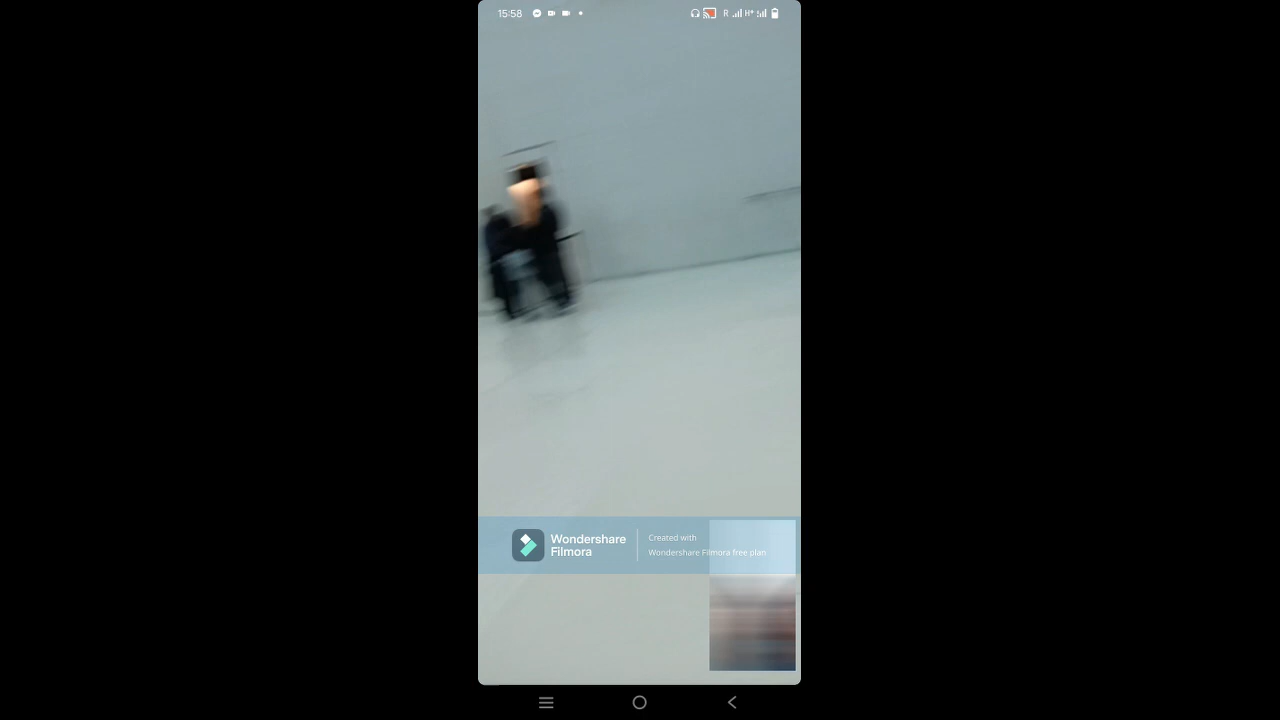 15:58
R H+
Wondershare
Filmora
Created with
Wondershare Filmora free plan